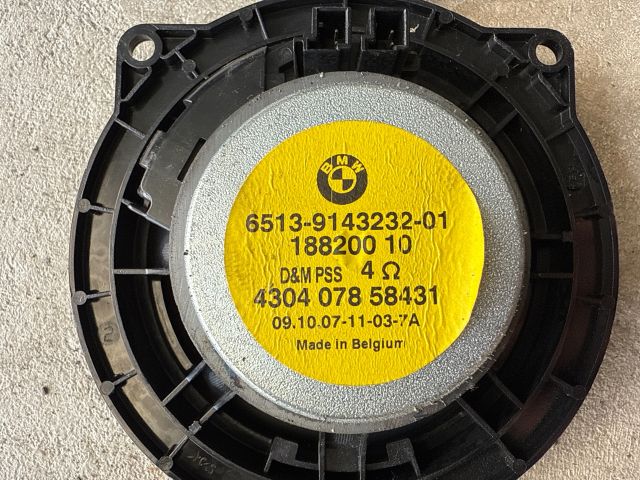 BMW
6513-9143232-01
188200 10
D&M PSS 4 Ω
4304 078 58431
09.10.07-11-03-7A
Made in Belgium